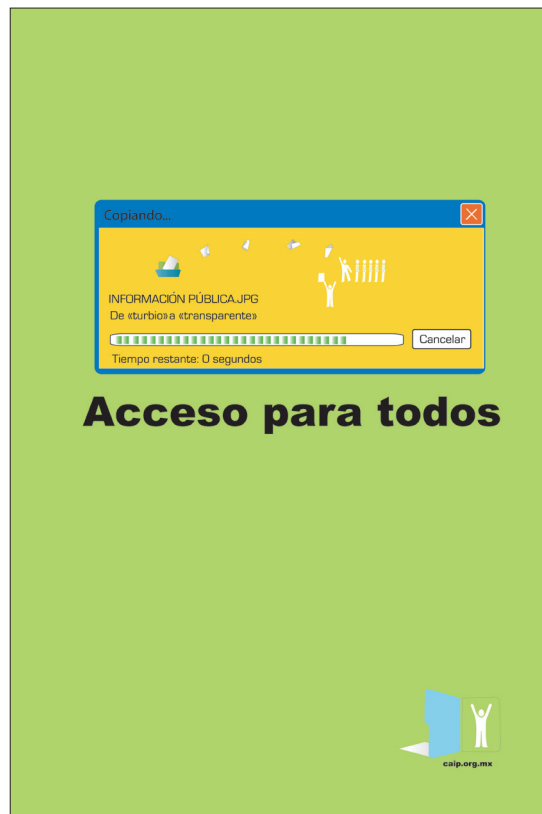 Copiando...
INFORMACIÓN PÚBLICA.JPG
De «turbio» a «transparente»
Cancelar
Tiempo restante: 0 segundos
Acceso para todos
caip.org.mx